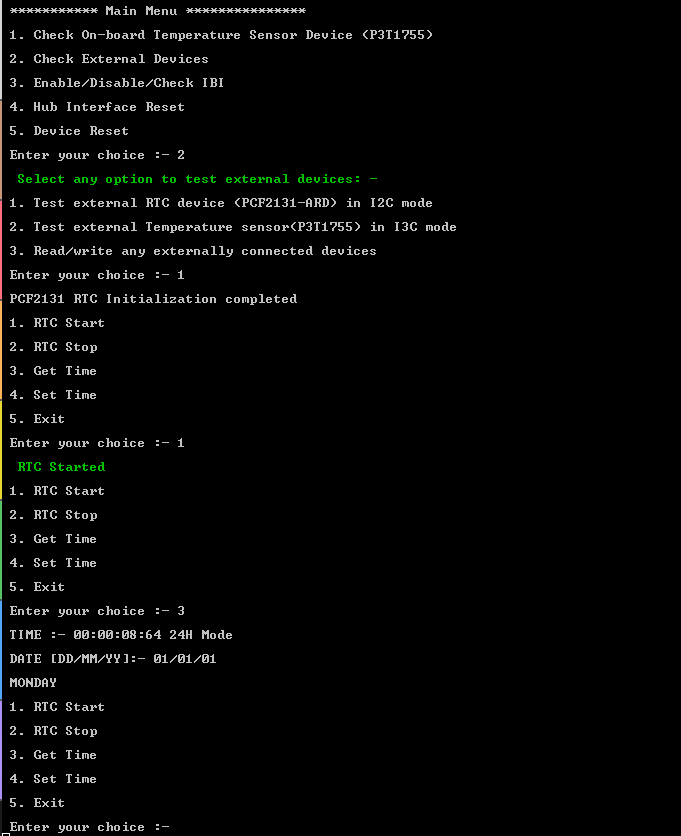 *********** Main Menu ***************
1. Check On-board Temperature Sensor Device (P3T1755)
2. Check External Devices
3. Enable/Disable/Check IBI
4. Hub Interface Reset
5. Device Reset
Enter your choice :- 2
Select any option to test external devices: -
1. Test external RTC device (PCF2131-ARD) in I2C mode
2. Test external Temperature sensor(P3T1755) in I3C mode
3. Read/write any externally connected devices
Enter your choice :- 1
PCF2131 RTC Initialization completed
1. RTC Start
2. RTC Stop
3. Get Time
4. Set Time
5. Exit
Enter your choice :- 1
RTC Started
1. RTC Start
2. RTC Stop
3. Get Time
4. Set Time
5. Exit
Enter your choice :- 3
TIME :- 00:00:08:64 24H Mode
DATE [DD/MM/YY]:- 01/01/01
MONDAY
1. RTC Start
2. RTC Stop
3. Get Time
4. Set Time
5. Exit
Enter your choice :-